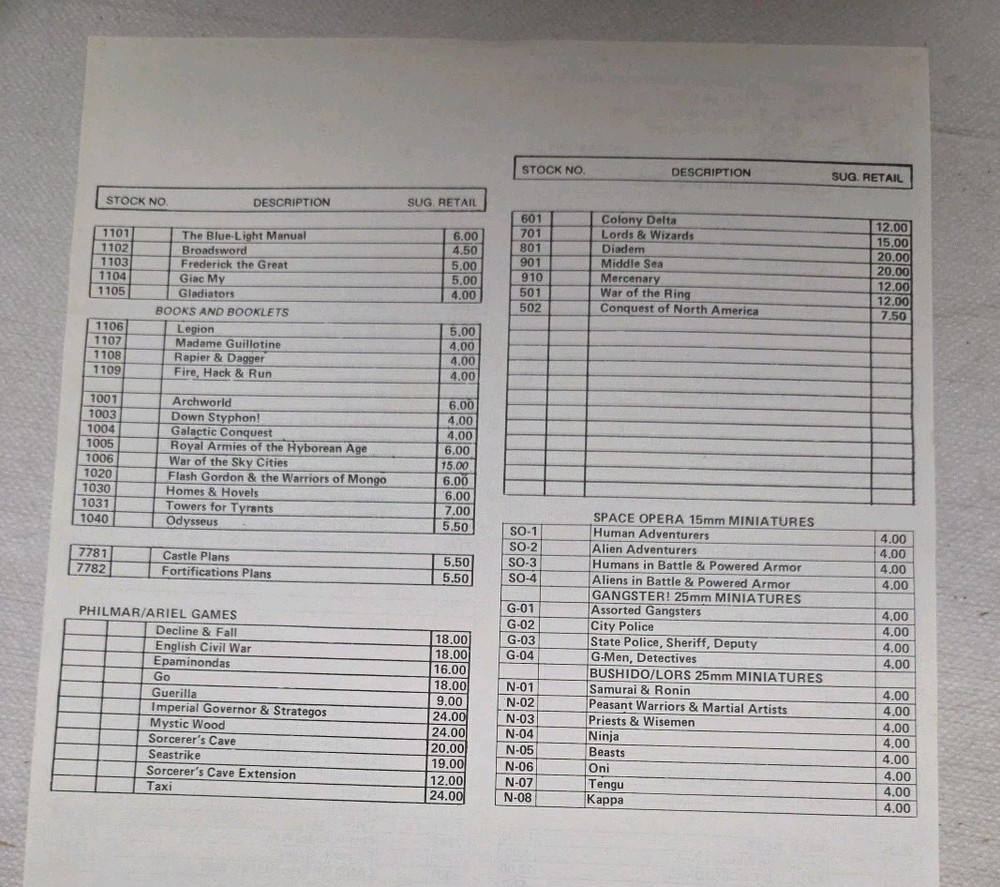 STOCK NO. DESCRIPTION SUG. RETAIL
1101 The Blue-Light Manual 6.00
1102 Broadsword 4.50
1103 Frederick the Great 5.00
1104 Giac My 5.00
1105 Gladiators 4.00
BOOKS AND BOOKLETS
1106 Legion 5.00
1107 Madame Guillotine 4.00
1108 Rapier & Dagger 4.00
1109 Fire, Hack & Run 4.00
1001 Archworld 6.00
1003 Down Styphon! 4.00
1004 Galactic Conquest 4.00
1005 Royal Armies of the Hyborean Age 6.00
1006 War of the Sky Cities 15.00
1020 Flash Gordon & the Warriors of Mongo 6.00
1030 Homes & Hovels 6.00
1031 Towers for Tyrants 7.00
1040 Odysseus 5.50
7781 Castle Plans 5.50
7782 Fortifications Plans 5.50
PHILMAR/ARIEL GAMES
Decline & Fall 18.00
English Civil War 18.00
Epaminondas 16.00
Go 18.00
Guerilla 9.00
Imperial Governor & Strategos 24.00
Mystic Wood 24.00
Sorcerer's Cave 20.00
Seastrike 19.00
Sorcerer's Cave Extension 12.00
Taxi 24.00
STOCK NO. DESCRIPTION SUG. RETAIL
601 Colony Delta 12.00
701 Lords & Wizards 15.00
801 Diadem 20.00
901 Middle Sea 20.00
910 Mercenary 12.00
501 War of the Ring 12.00
502 Conquest of North America 7.50
SPACE OPERA 15mm MINIATURES
SO-1 Human Adventurers 4.00
SO-2 Alien Adventurers 4.00
SO-3 Humans in Battle & Powered Armor 4.00
SO-4 Aliens in Battle & Powered Armor 4.00
GANGSTER! 25mm MINIATURES
G-01 Assorted Gangsters 4.00
G-02 City Police 4.00
G-03 State Police, Sheriff, Deputy 4.00
G-04 G-Men, Detectives 4.00
BUSHIDO/LORS 25mm MINIATURES
N-01 Samurai & Ronin 4.00
N-02 Peasant Warriors & Martial Artists 4.00
N-03 Priests & Wisemen 4.00
N-04 Ninja 4.00
N-05 Beasts 4.00
N-06 Oni 4.00
N-07 Tengu 4.00
N-08 Kappa 4.00